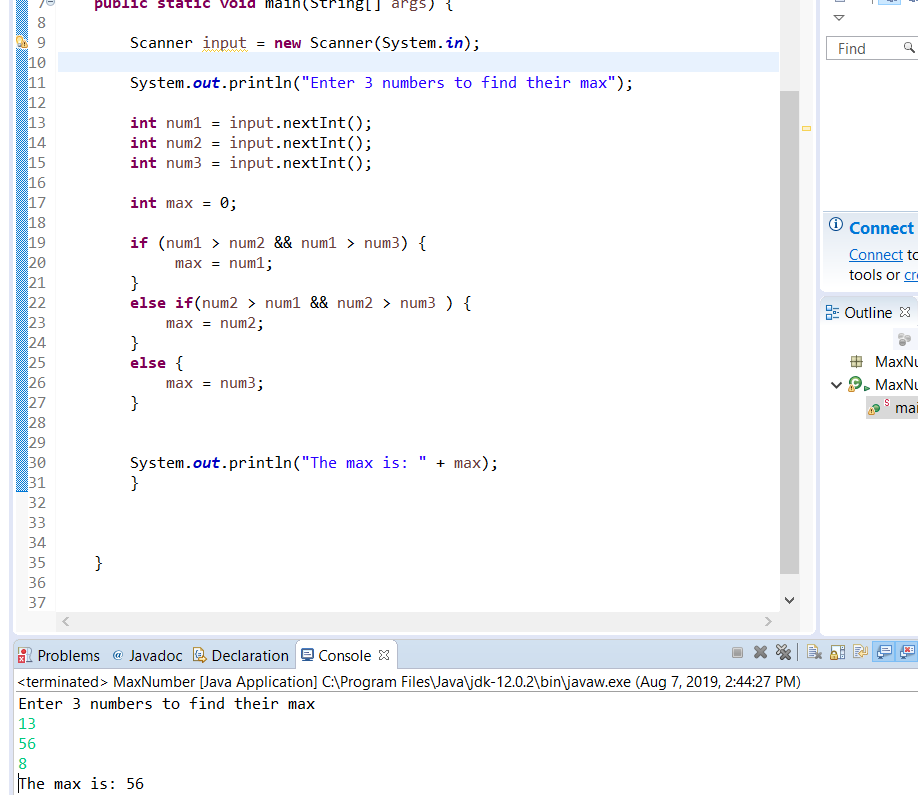 7 public static void main(String[] args) {
8
9 Scanner input = new Scanner(System.in);
10
11 System.out.println("Enter 3 numbers to find their max");
12
13 int num1 = input.nextInt();
14 int num2 = input.nextInt();
15 int num3 = input.nextInt();
16
17 int max = 0;
18
19 if (num1 > num2 && num1 > num3) {
20 max = num1;
21 }
22 else if(num2 > num1 && num2 > num3 ) {
23 max = num2;
24 }
25 else {
26 max = num3;
27 }
28
29
30 System.out.println("The max is: " + max);
31 }
32
33
34
35 }
36
37
Find
Connect
Connect to
tools or cr
Outline
MaxNu
MaxNu
mai
Problems @ Javadoc Declaration Console
<terminated> MaxNumber [Java Application] C:\Program Files\Java\jdk-12.0.2\bin\javaw.exe (Aug 7, 2019, 2:44:27 PM)
Enter 3 numbers to find their max
13
56
8
The max is: 56